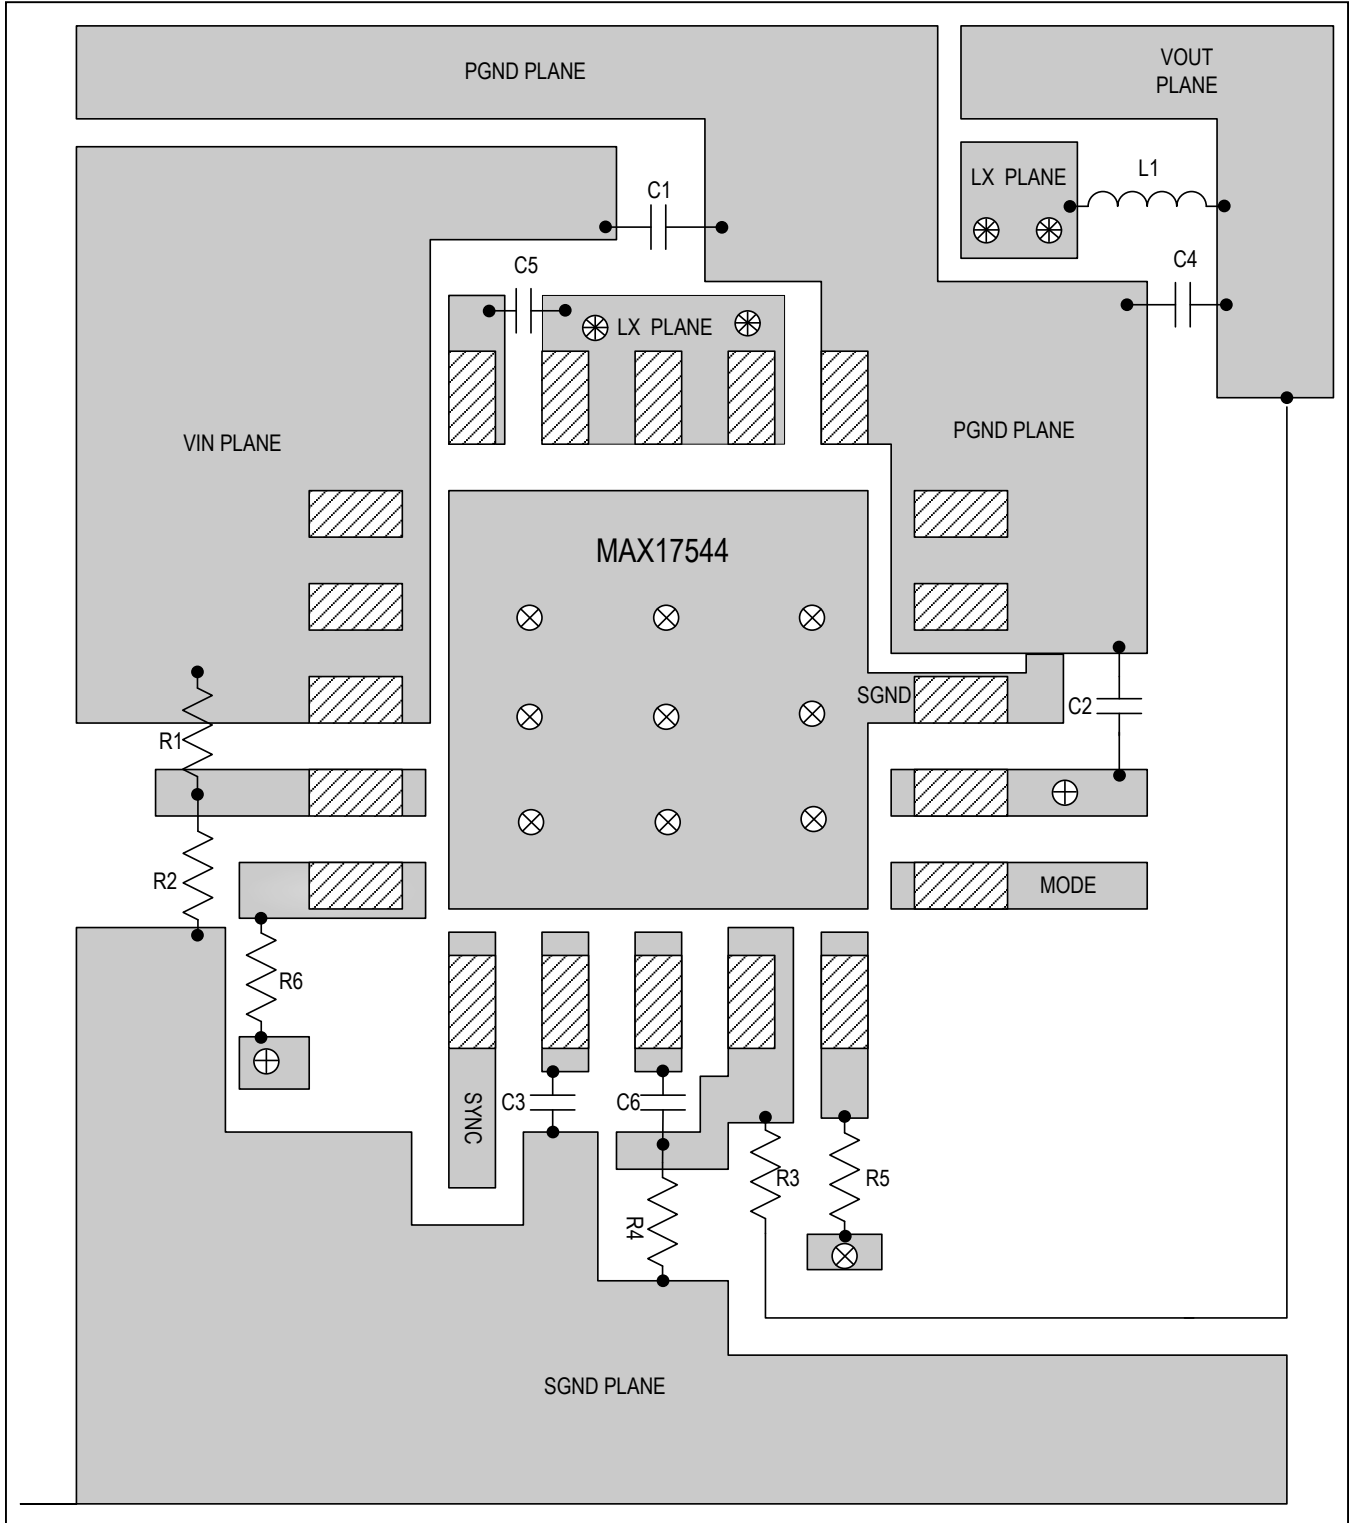 PGND PLANE
VOUT
PLANE
C1
LX PLANE
L1
C5
C4
LX PLANE
VIN PLANE
PGND PLANE
MAX17544
SGND
C2
R1
R2
MODE
R6
SYNC
C3
C6
R3
R5
R4
SGND PLANE